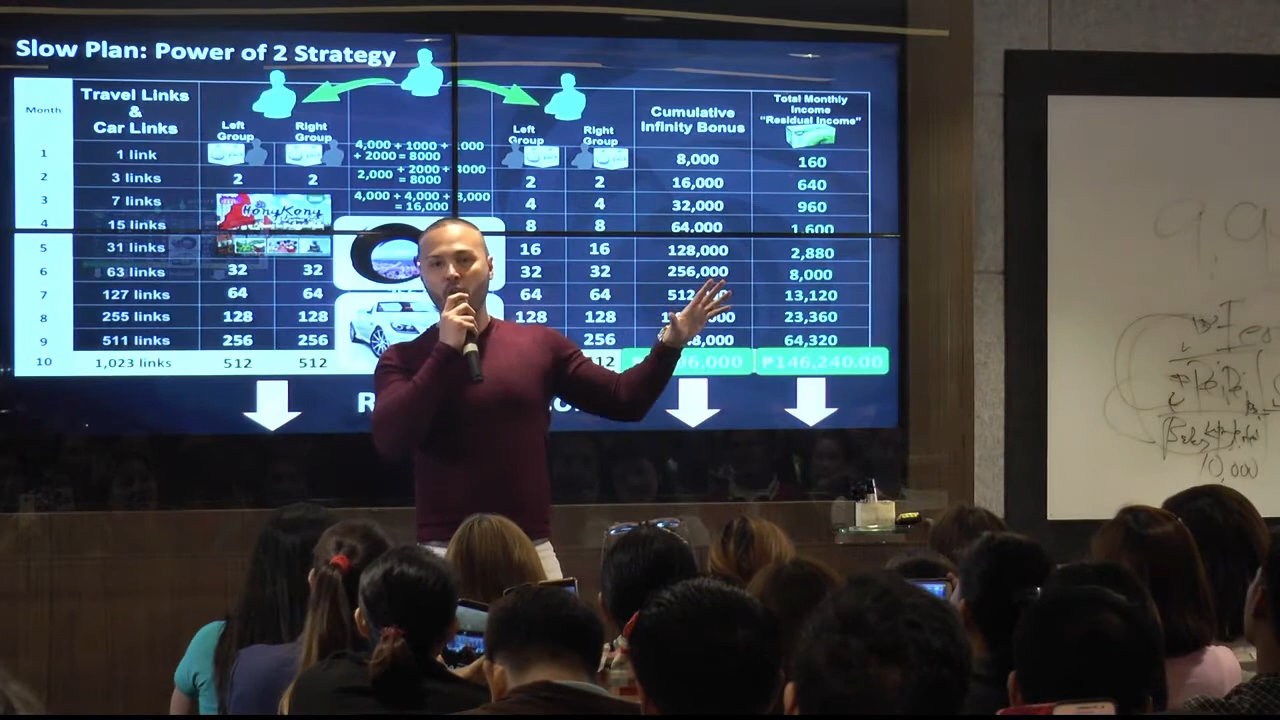 Slow Plan: Power of 2 Strategy
Month
Travel Links
&
Car Links
Left
Group
Right
Group
Left
Group
Right
Group
Cumulative
Infinity Bonus
Total Monthly
Income
"Residual Income"
1 1 link 4,000 + 1000 + 1000 8,000 160
+ 2000 = 8000
2 3 links 2 2 2,000 + 2000 + 4000 2 2 16,000 640
= 8000
3 7 links 4,000 + 4,000 + 8,000 4 4 32,000 960
= 16,000
HongKong
4 15 links 8 8 64,000 1,600
5 31 links 16 16 128,000 2,880
6 63 links 32 32 32 32 256,000 8,000
7 127 links 64 64 64 64 13,120
8 255 links 128 128 128 128 23,360
9 511 links 256 256 256 64,320
10 1,023 links 512 512 ₱146,240.00
10,000